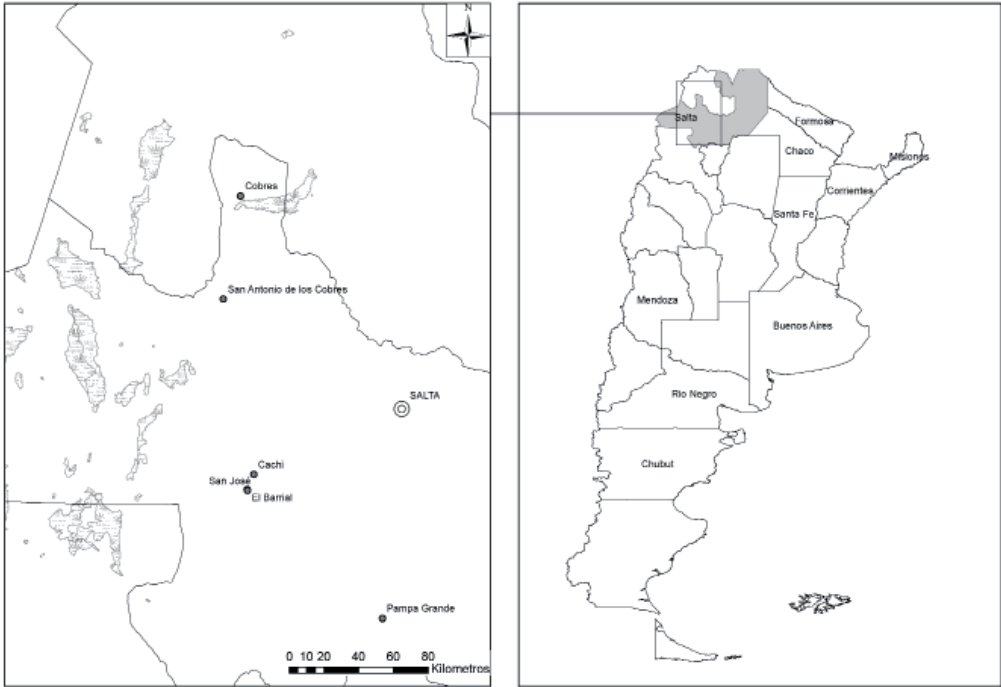 N
Cobres
San Antonio de los Cobres
SALTA
Cachi
San José
El Barrial
Pampa Grande
0 10 20 40 60 80
Kilometros
Salta
Formosa
Chaco
Misiones
Corrientes
Santa Fe
Mendoza
Buenos Aires
Rio Negro
Chubut